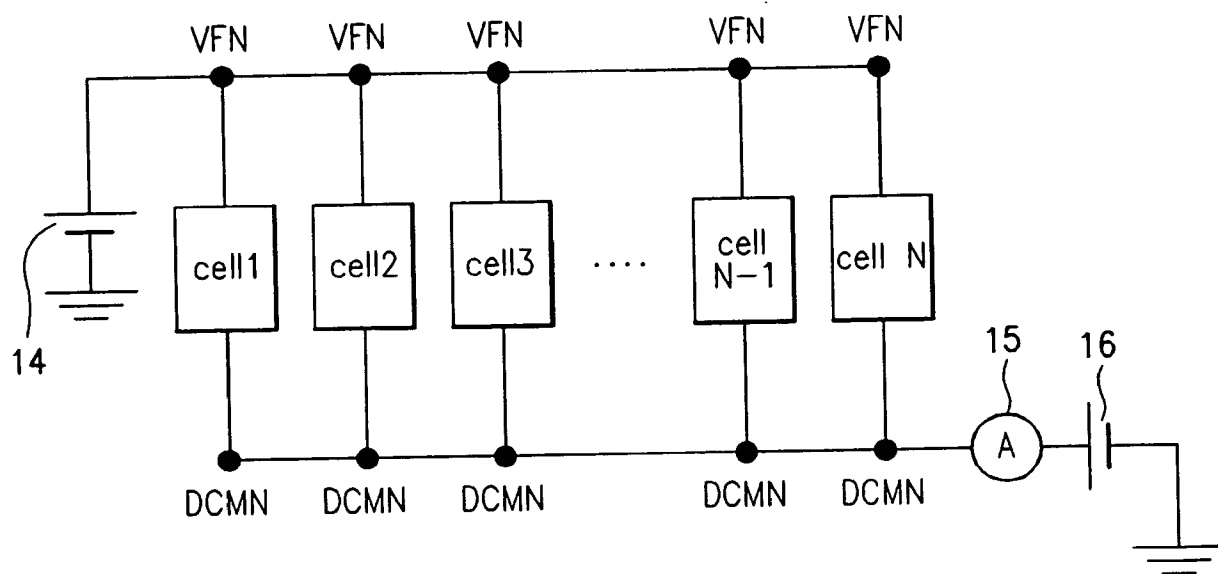 VFN VFN VFN VFN VFN
cell1 cell2 cell3 .... cell N-1 cell N
14
15 16
A
DCMN DCMN DCMN DCMN DCMN